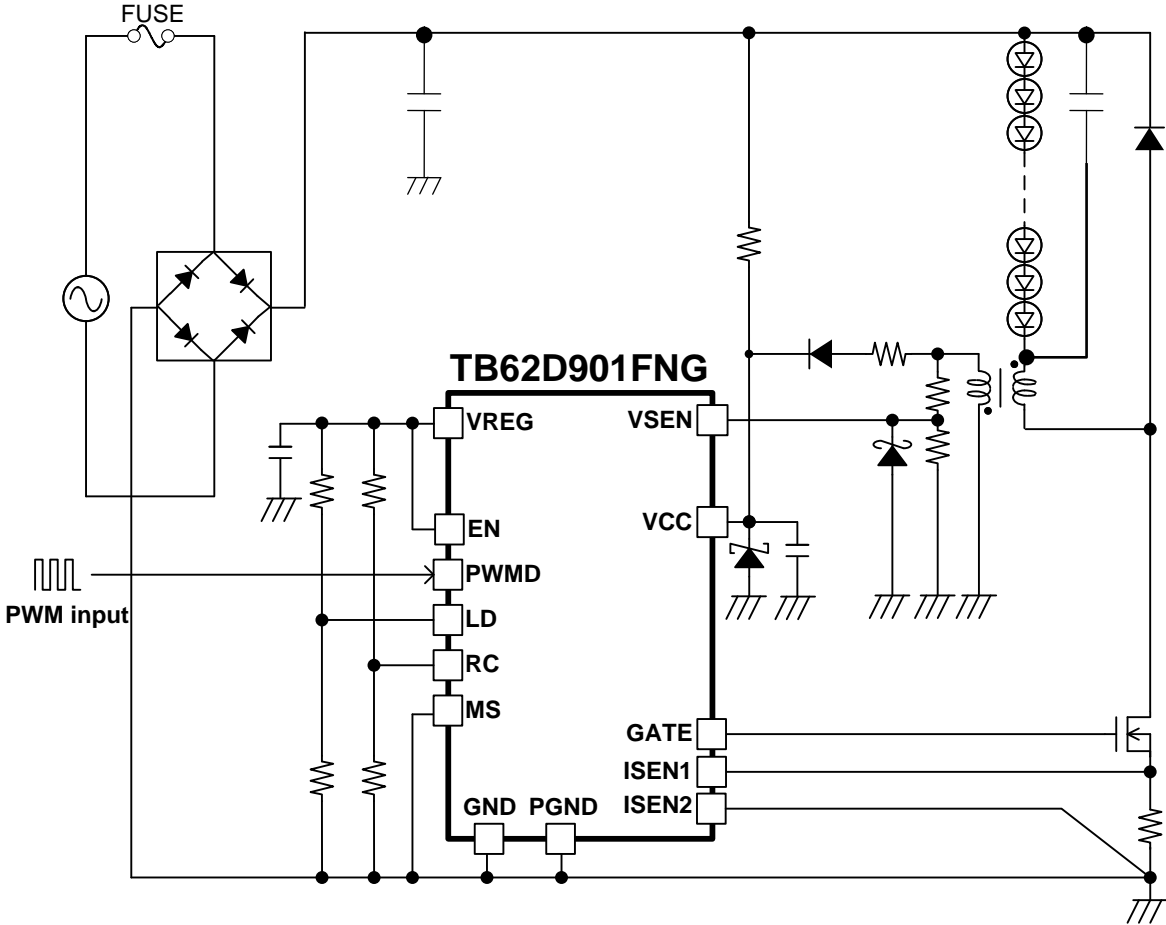 FUSE
TB62D901FNG
VREG
VSEN
EN
VCC
PWMD
PWM input
LD
RC
MS
GATE
ISEN1
ISEN2
GND PGND